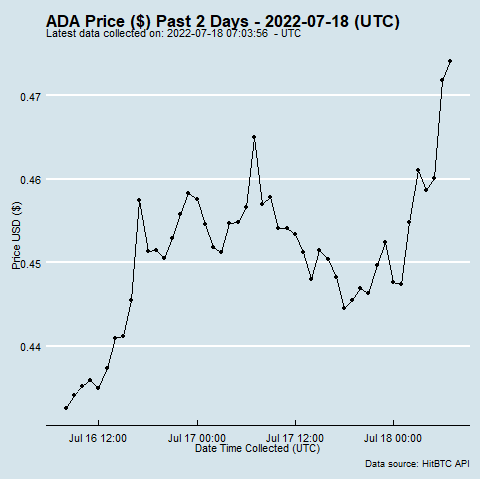 ADA Price ($) Past 2 Days - 2022-07-18 (UTC)
Latest data collected on: 2022-07-18 07:03:56 - UTC
0.47
0.46
Price USD ($)
0.45
0.44
Jul 16 12:00 Jul 17 00:00 Jul 17 12:00 Jul 18 00:00
Date Time Collected (UTC)
Data source: HitBTC API